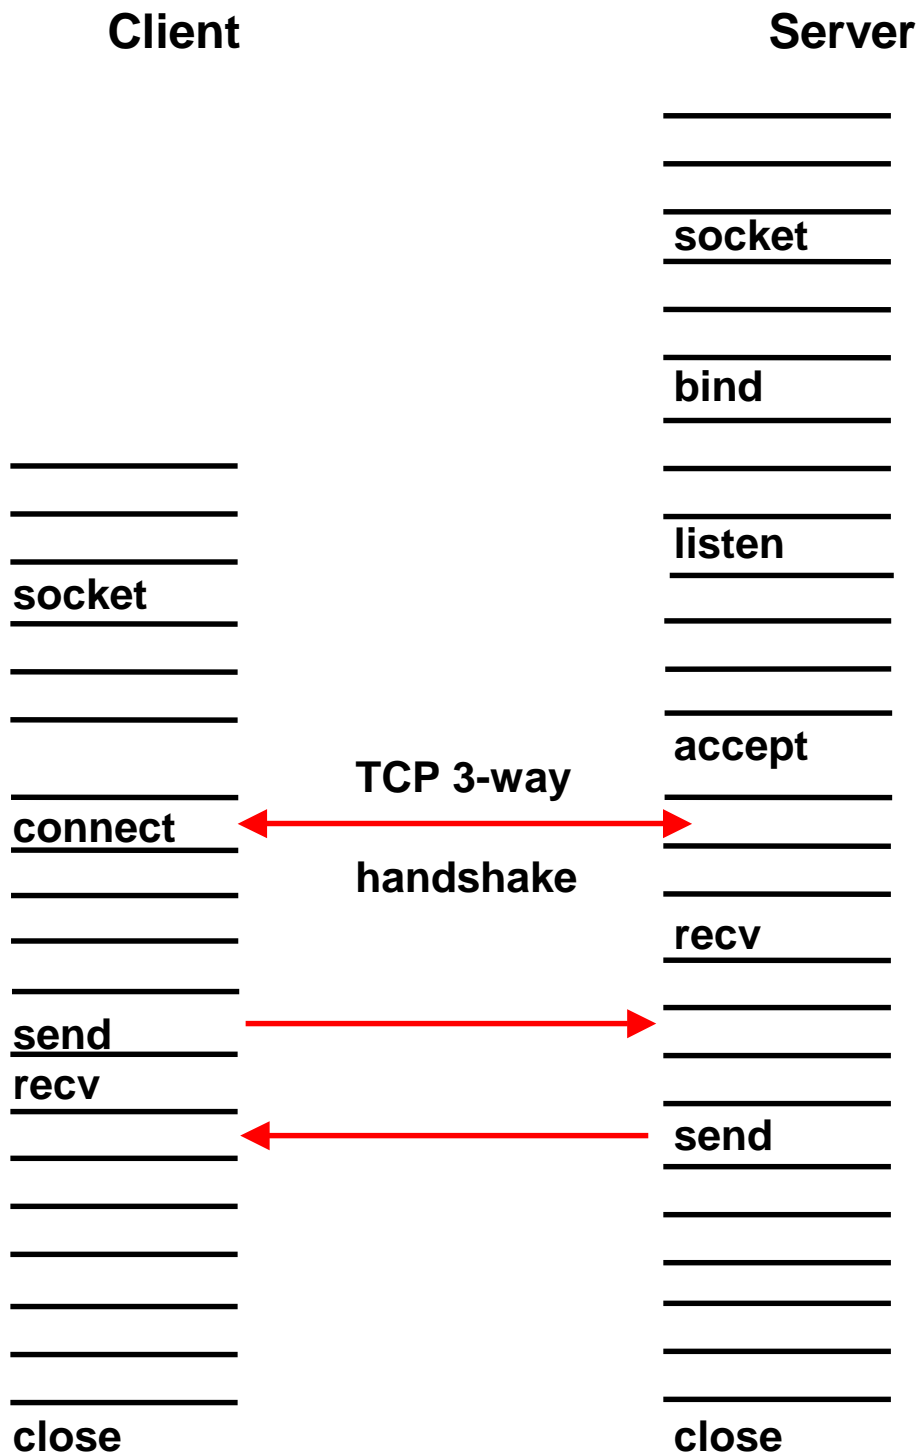 Client
Server
socket
bind
listen
socket
accept
TCP 3-way
connect
handshake
recv
send
recv
send
close
close